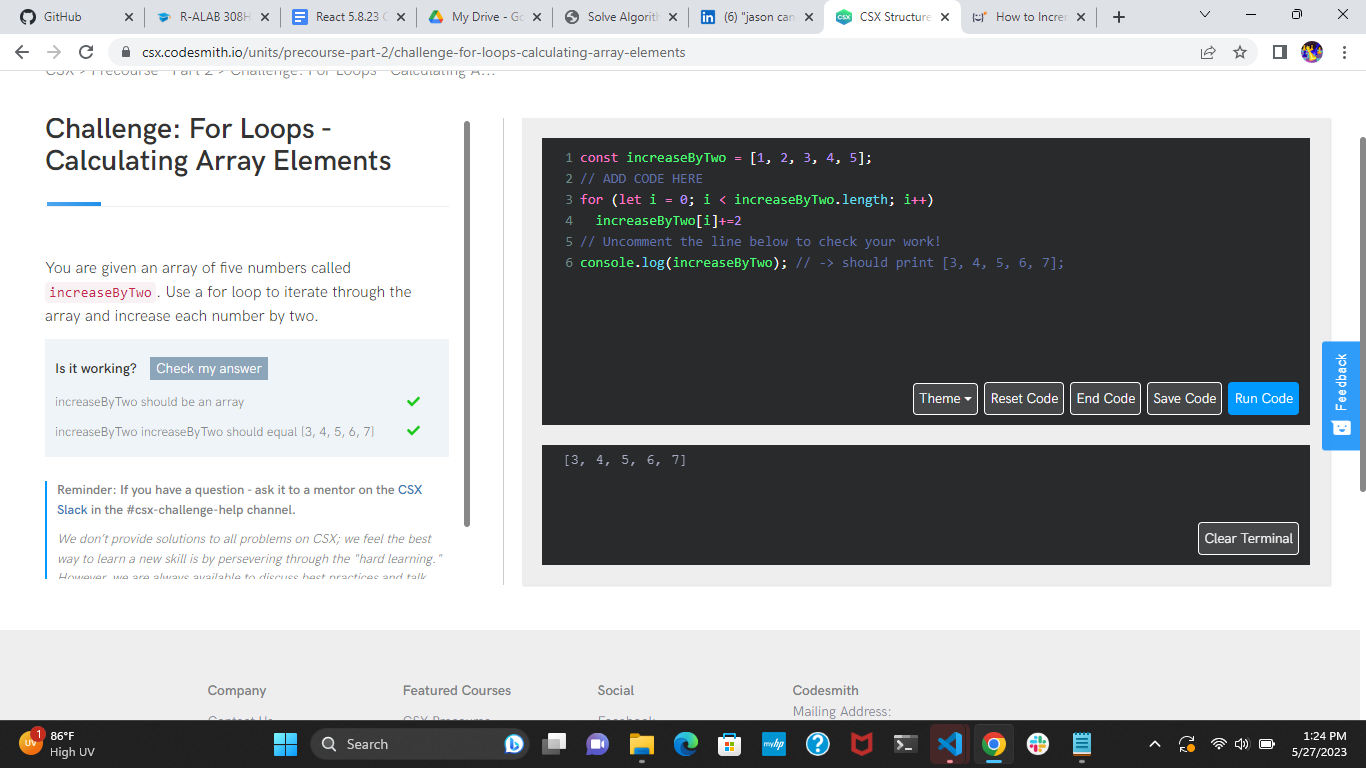 GitHub
R-ALAB 308H
React 5.8.23
My Drive - Go
Solve Algorith
(6) "jason can
CSX Structure
How to Increm
csx.codesmith.io/units/precourse-part-2/challenge-for-loops-calculating-array-elements
CSX > Precourse - Part 2 > Challenge: For Loops - Calculating A...
Challenge: For Loops -
Calculating Array Elements
You are given an array of five numbers called
increaseByTwo. Use a for loop to iterate through the
array and increase each number by two.
Is it working? Check my answer
increaseByTwo should be an array
increaseByTwo increaseByTwo should equal [3, 4, 5, 6, 7]
Reminder: If you have a question - ask it to a mentor on the CSX
Slack in the #csx-challenge-help channel.
We don't provide solutions to all problems on CSX; we feel the best
way to learn a new skill is by persevering through the "hard learning."
However, we are always available to discuss best practices and talk
1 const increaseByTwo = [1, 2, 3, 4, 5];
2 // ADD CODE HERE
3 for (let i = 0; i < increaseByTwo.length; i++)
4   increaseByTwo[i]+=2
5 // Uncomment the line below to check your work!
6 console.log(increaseByTwo); // -> should print [3, 4, 5, 6, 7];
Theme
Reset Code
End Code
Save Code
Run Code
[3, 4, 5, 6, 7]
Clear Terminal
Feedback
Company
Featured Courses
Social
Codesmith
Contact Us
CSX Precourse
Facebook
Mailing Address:
UV
1
86°F
High UV
Search
myhp
1:24 PM
5/27/2023